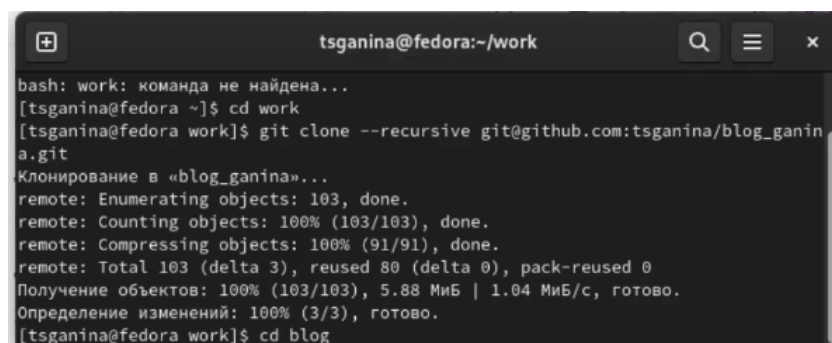 tsganina@fedora:~/work
bash: work: команда не найдена...
[tsganina@fedora ~]$ cd work
[tsganina@fedora work]$ git clone --recursive git@github.com:tsganina/blog_ganin
a.git
Клонирование в «blog_ganina»...
remote: Enumerating objects: 103, done.
remote: Counting objects: 100% (103/103), done.
remote: Compressing objects: 100% (91/91), done.
remote: Total 103 (delta 3), reused 80 (delta 0), pack-reused 0
Получение объектов: 100% (103/103), 5.88 МиБ | 1.04 МиБ/с, готово.
Определение изменений: 100% (3/3), готово.
[tsganina@fedora work]$ cd blog